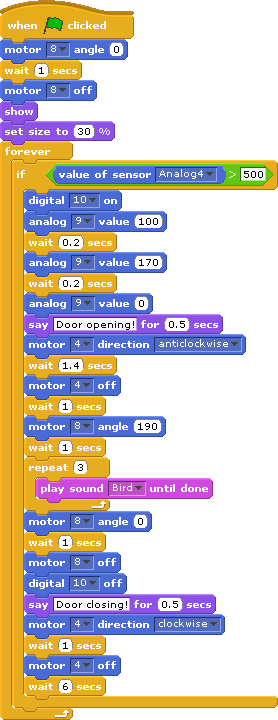 when clicked
motor 8 angle 0
wait 1 secs
motor 8 off
show
set size to 30 %
forever
if value of sensor Analog4 > 500
digital 10 on
analog 9 value 100
wait 0.2 secs
analog 9 value 170
wait 0.2 secs
analog 9 value 0
say Door opening! for 0.5 secs
motor 4 direction anticlockwise
wait 1.4 secs
motor 4 off
wait 1 secs
motor 8 angle 190
wait 1 secs
repeat 3
play sound Bird until done
motor 8 angle 0
wait 1 secs
motor 8 off
digital 10 off
say Door closing! for 0.5 secs
motor 4 direction clockwise
wait 1 secs
motor 4 off
wait 6 secs